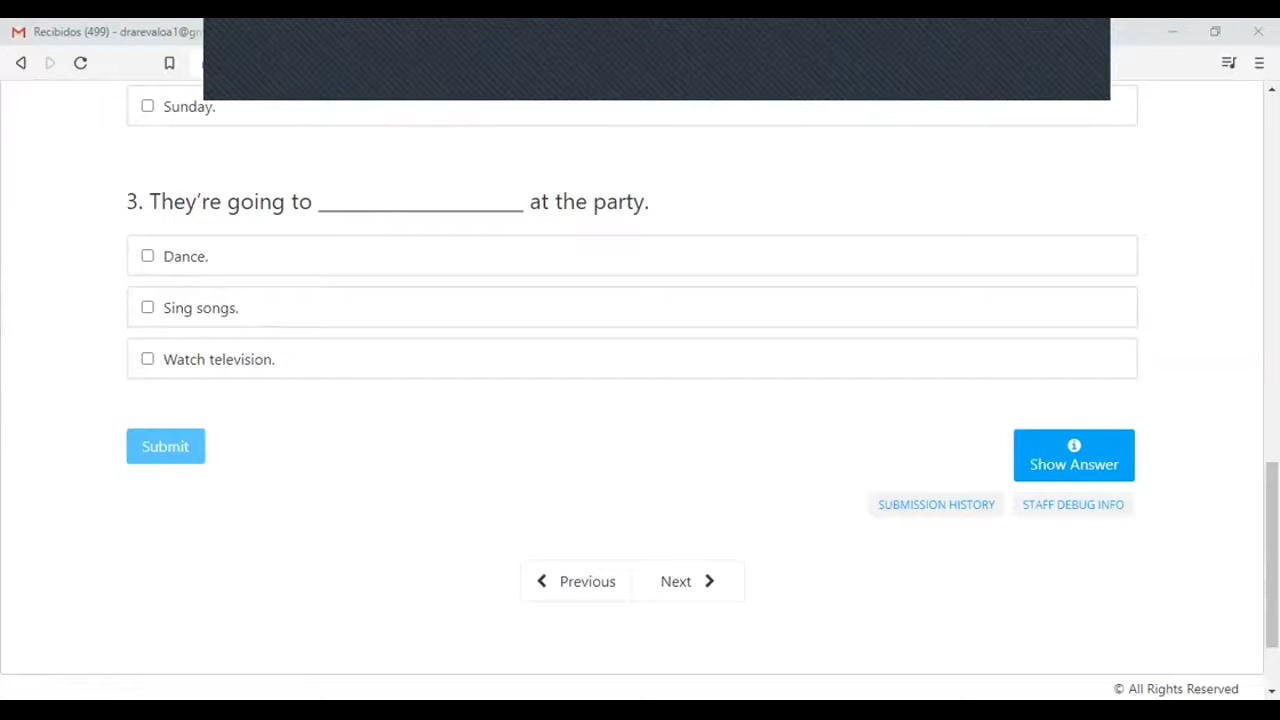 Recibidos (499) - drarevaloa1@g
Sunday.
3. They’re going to ____________________ at the party.
Dance.
Sing songs.
Watch television.
Submit
Show Answer
SUBMISSION HISTORY STAFF DEBUG INFO
Previous Next
© All Rights Reserved